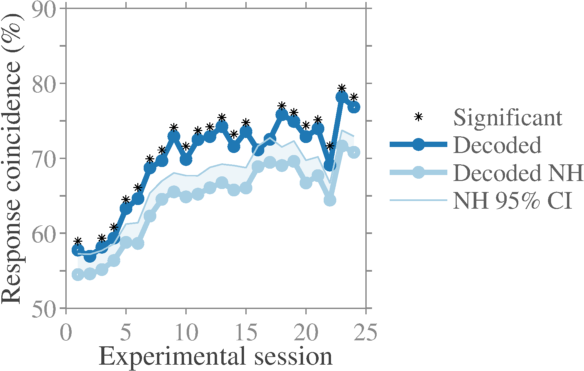 Response coincidence (%)
90
80
70
60
50
0
5
10
15
20
25
Experimental session
Significant
Decoded
Decoded NH
NH 95% CI